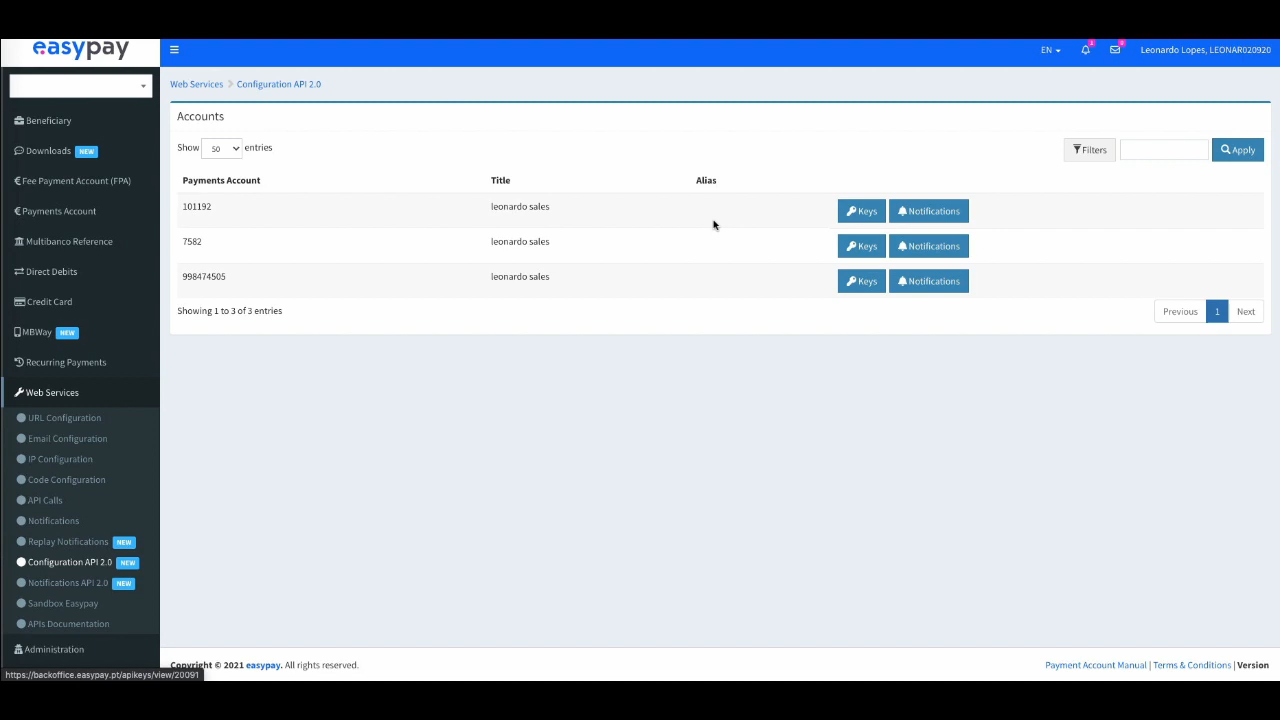 easypay
EN
Leonardo Lopes, LEONAR020920
Beneficiary
Downloads NEW
Fee Payment Account (FPA)
Payments Account
Multibanco Reference
Direct Debits
Credit Card
MBWay NEW
Recurring Payments
Web Services
URL Configuration
Email Configuration
IP Configuration
Code Configuration
API Calls
Notifications
Replay Notifications NEW
Configuration API 2.0 NEW
Notifications API 2.0 NEW
Sandbox Easypay
APIs Documentation
Administration
https://backoffice.easypay.pt/apikeys/view/20091
Web Services Configuration API 2.0
Accounts
Show 50 entries
Filters Apply
Payments Account Title Alias
101192 leonardo sales Keys Notifications
7582 leonardo sales Keys Notifications
998474505 leonardo sales Keys Notifications
Showing 1 to 3 of 3 entries
Previous 1 Next
Copyright © 2021 easypay. All rights reserved.
Payment Account Manual | Terms & Conditions | Version